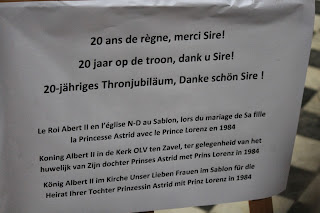 20 ans de règne, merci Sire!
20 jaar op de troon, dank u Sire!
20-jähriges Thronjubiläum, Danke schön Sire !
Le Roi Abert II en l'église N-D au Sablon, lors du mariage de Sa fille
la Princesse Astrid avec le Prince Lorenz en 1984
Koning Albert II in de Kerk OLV ten Zavel, ter gelegenheid van het
huwelijk van Zijn dochter Prinses Astrid met Prins Lorenz in 1984
König Albert II im Kirche Unser Lieben Frauen im Sablon für die
Heirat Ihrer Tochter Prinzessin Astrid mit Prinz Lorenz in 1984